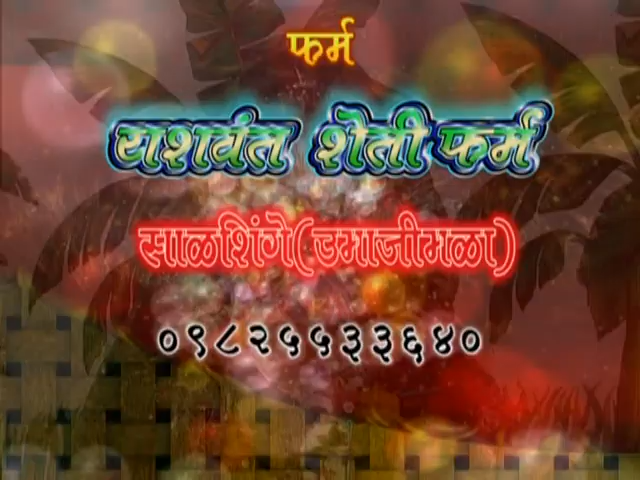 फर्म
यशवंत शेती फर्म
साळशिंगे(उमाजीमळा)
०९८२५५३३६४०